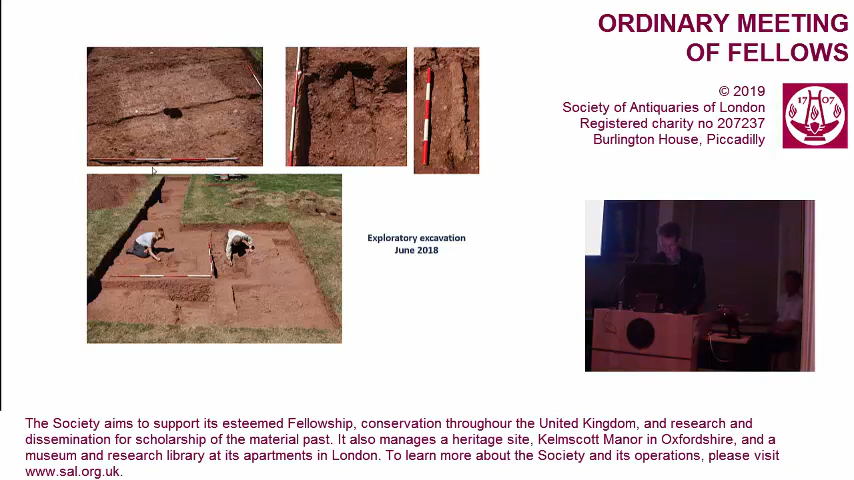 ORDINARY MEETING
OF FELLOWS
© 2019
Society of Antiquaries of London
Registered charity no 207237
Burlington House, Piccadilly
17 07
Exploratory excavation
June 2018
The Society aims to support its esteemed Fellowship, conservation throughour the United Kingdom, and research and
dissemination for scholarship of the material past. It also manages a heritage site, Kelmscott Manor in Oxfordshire, and a
museum and research library at its apartments in London. To learn more about the Society and its operations, please visit
www.sal.org.uk.